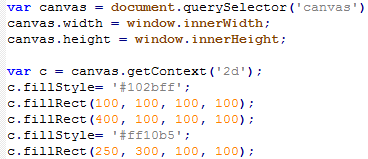 var canvas = document.querySelector('canvas')
canvas.width = window.innerWidth;
canvas.height = window.innerHeight;
var c = canvas.getContext('2d');
c.fillStyle= '#102bff';
c.fillRect(100, 100, 100, 100);
c.fillRect(400, 100, 100, 100);
c.fillStyle= '#ff10b5';
c.fillRect(250, 300, 100, 100);